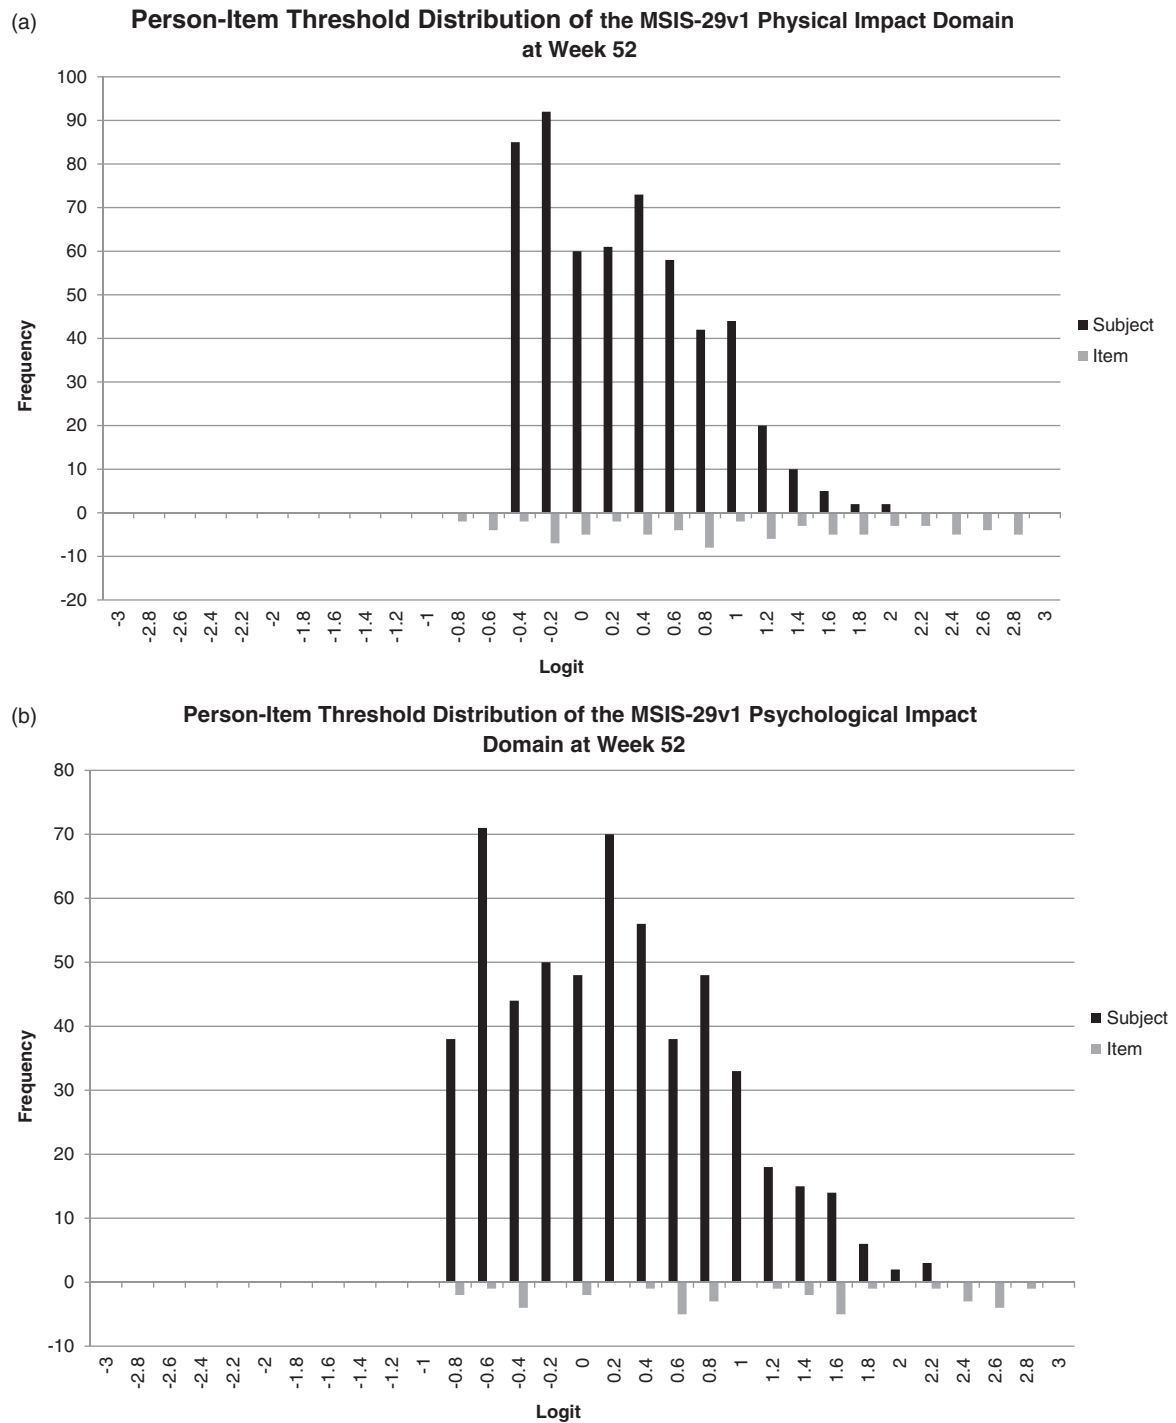 (a)
Person-Item Threshold Distribution of the MSIS-29v1 Physical Impact Domain
at Week 52
100
90
80
70
60
50
40
30
20
10
0
-10
-20
Frequency
Subject
Item
-3 -2.8 -2.6 -2.4 -2.2 -2 -1.8 -1.6 -1.4 -1.2 -1 -0.8 -0.6 -0.4 -0.2 0 0.2 0.4 0.6 0.8 1 1.2 1.4 1.6 1.8 2 2.2 2.4 2.6 2.8 3
Logit
(b)
Person-Item Threshold Distribution of the MSIS-29v1 Psychological Impact
Domain at Week 52
80
70
60
50
40
30
20
10
0
-10
Frequency
Subject
Item
-3 -2.8 -2.6 -2.4 -2.2 -2 -1.8 -1.6 -1.4 -1.2 -1 -0.8 -0.6 -0.4 -0.2 0 0.2 0.4 0.6 0.8 1 1.2 1.4 1.6 1.8 2 2.2 2.4 2.6 2.8 3
Logit